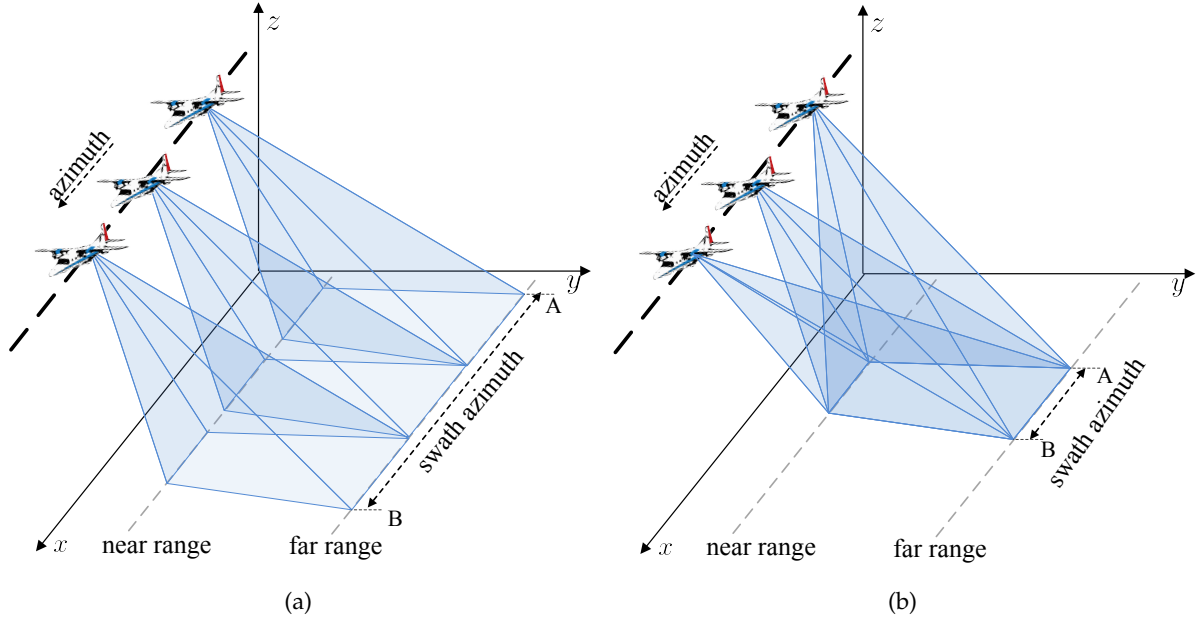 z
azimuth
y
A
swath azimuth
B
x
near range
far range
(a)
z
azimuth
y
A
swath azimuth
B
x
near range
far range
(b)